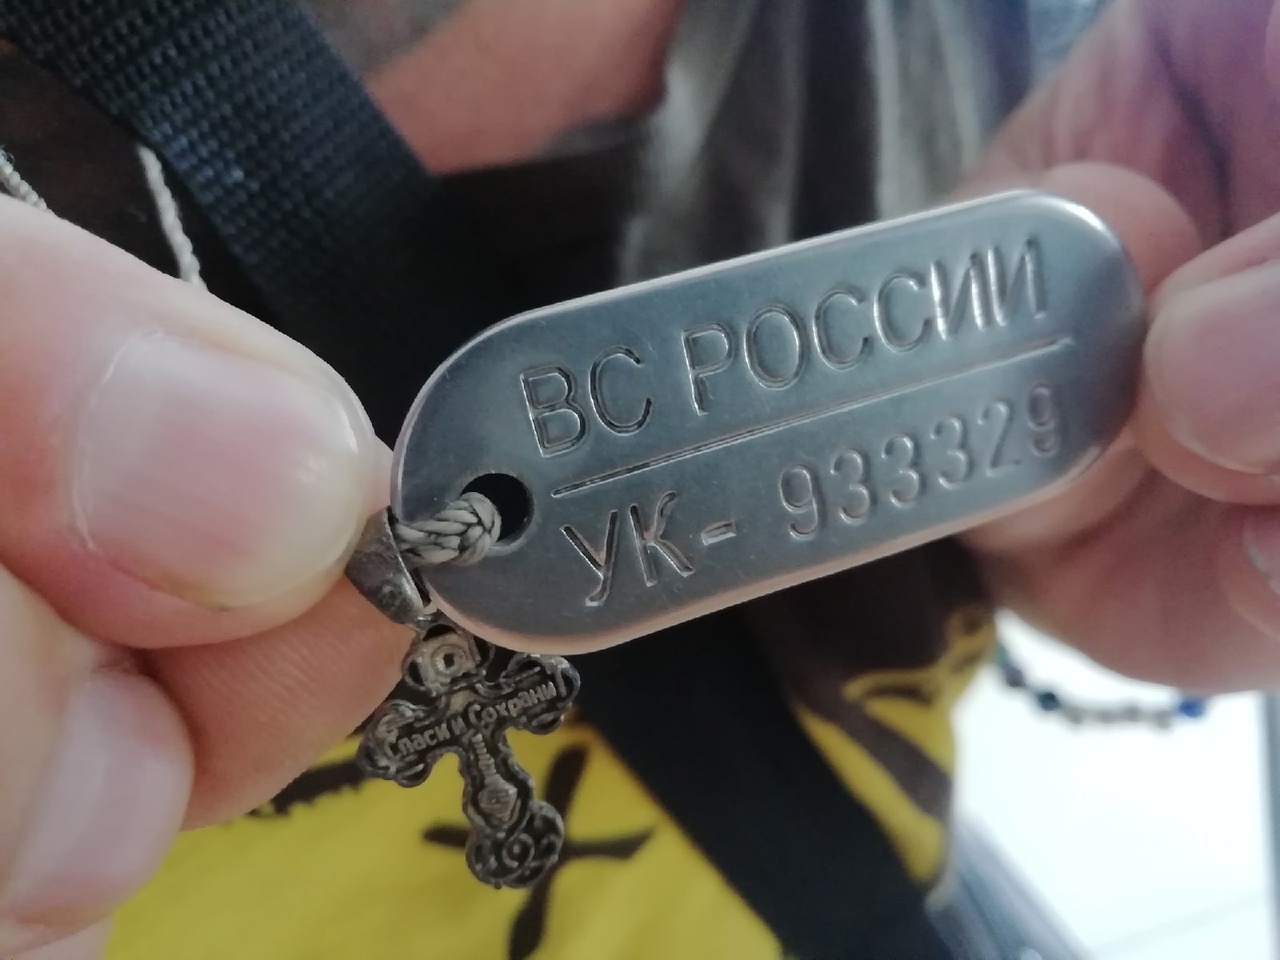 ВС РОССИИ
УК - 933329
Спаси и Сохрани